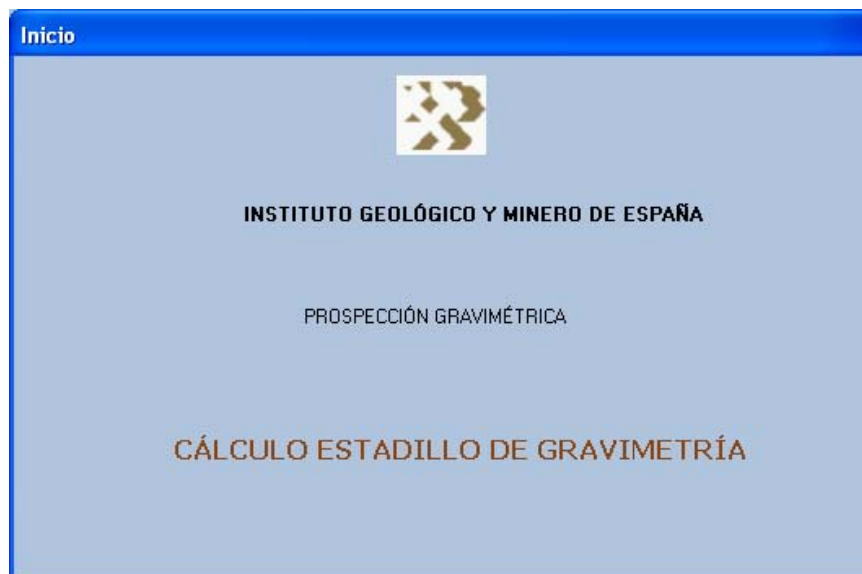 Inicio
INSTITUTO GEOLÓGICO Y MINERO DE ESPAÑA
PROSPECCIÓN GRAVIMÉTRICA
CÁLCULO ESTADILLO DE GRAVIMETRÍA